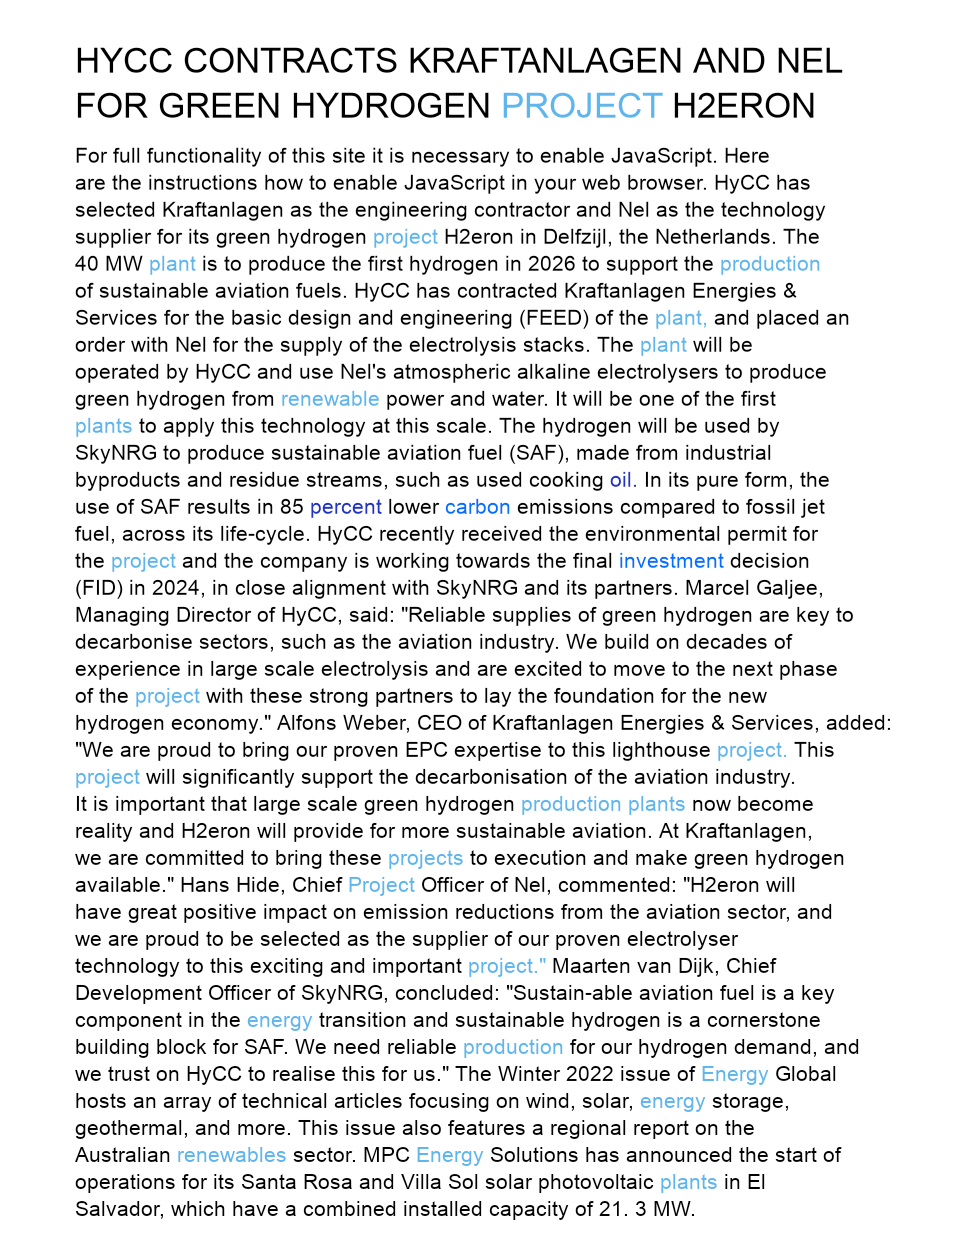 HYCC CONTRACTS KRAFTANLAGEN AND NEL
FOR GREEN HYDROGEN PROJECT H2ERON
For full functionality of this site it is necessary to enable JavaScript. Here
are the instructions how to enable JavaScript in your web browser. HyCC has
selected Kraftanlagen as the engineering contractor and Nel as the technology
supplier for its green hydrogen project H2eron in Delfzijl, the Netherlands. The
40 MW plant is to produce the first hydrogen in 2026 to support the production
of sustainable aviation fuels. HyCC has contracted Kraftanlagen Energies &
Services for the basic design and engineering (FEED) of the plant, and placed an
order with Nel for the supply of the electrolysis stacks. The plant will be
operated by HyCC and use Nel's atmospheric alkaline electrolysers to produce
green hydrogen from renewable power and water. It will be one of the first
plants to apply this technology at this scale. The hydrogen will be used by
SkyNRG to produce sustainable aviation fuel (SAF), made from industrial
byproducts and residue streams, such as used cooking oil. In its pure form, the
use of SAF results in 85 percent lower carbon emissions compared to fossil jet
fuel, across its life-cycle. HyCC recently received the environmental permit for
the project and the company is working towards the final investment decision
(FID) in 2024, in close alignment with SkyNRG and its partners. Marcel Galjee,
Managing Director of HyCC, said: "Reliable supplies of green hydrogen are key to
decarbonise sectors, such as the aviation industry. We build on decades of
experience in large scale electrolysis and are excited to move to the next phase
of the project with these strong partners to lay the foundation for the new
hydrogen economy." Alfons Weber, CEO of Kraftanlagen Energies & Services, added:
"We are proud to bring our proven EPC expertise to this lighthouse project. This
project will significantly support the decarbonisation of the aviation industry.
It is important that large scale green hydrogen production plants now become
reality and H2eron will provide for more sustainable aviation. At Kraftanlagen,
we are committed to bring these projects to execution and make green hydrogen
available." Hans Hide, Chief Project Officer of Nel, commented: "H2eron will
have great positive impact on emission reductions from the aviation sector, and
we are proud to be selected as the supplier of our proven electrolyser
technology to this exciting and important project." Maarten van Dijk, Chief
Development Officer of SkyNRG, concluded: "Sustain-able aviation fuel is a key
component in the energy transition and sustainable hydrogen is a cornerstone
building block for SAF. We need reliable production for our hydrogen demand, and
we trust on HyCC to realise this for us." The Winter 2022 issue of Energy Global
hosts an array of technical articles focusing on wind, solar, energy storage,
geothermal, and more. This issue also features a regional report on the
Australian renewables sector. MPC Energy Solutions has announced the start of
operations for its Santa Rosa and Villa Sol solar photovoltaic plants in El
Salvador, which have a combined installed capacity of 21. 3 MW.